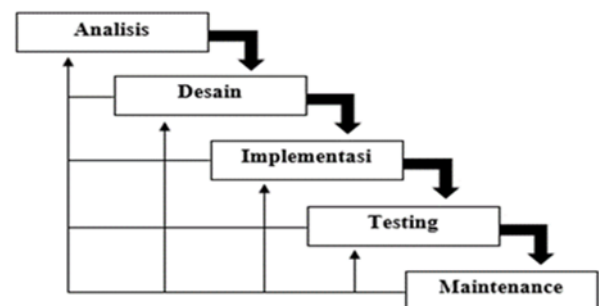 Analisis
Desain
Implementasi
Testing
Maintenance